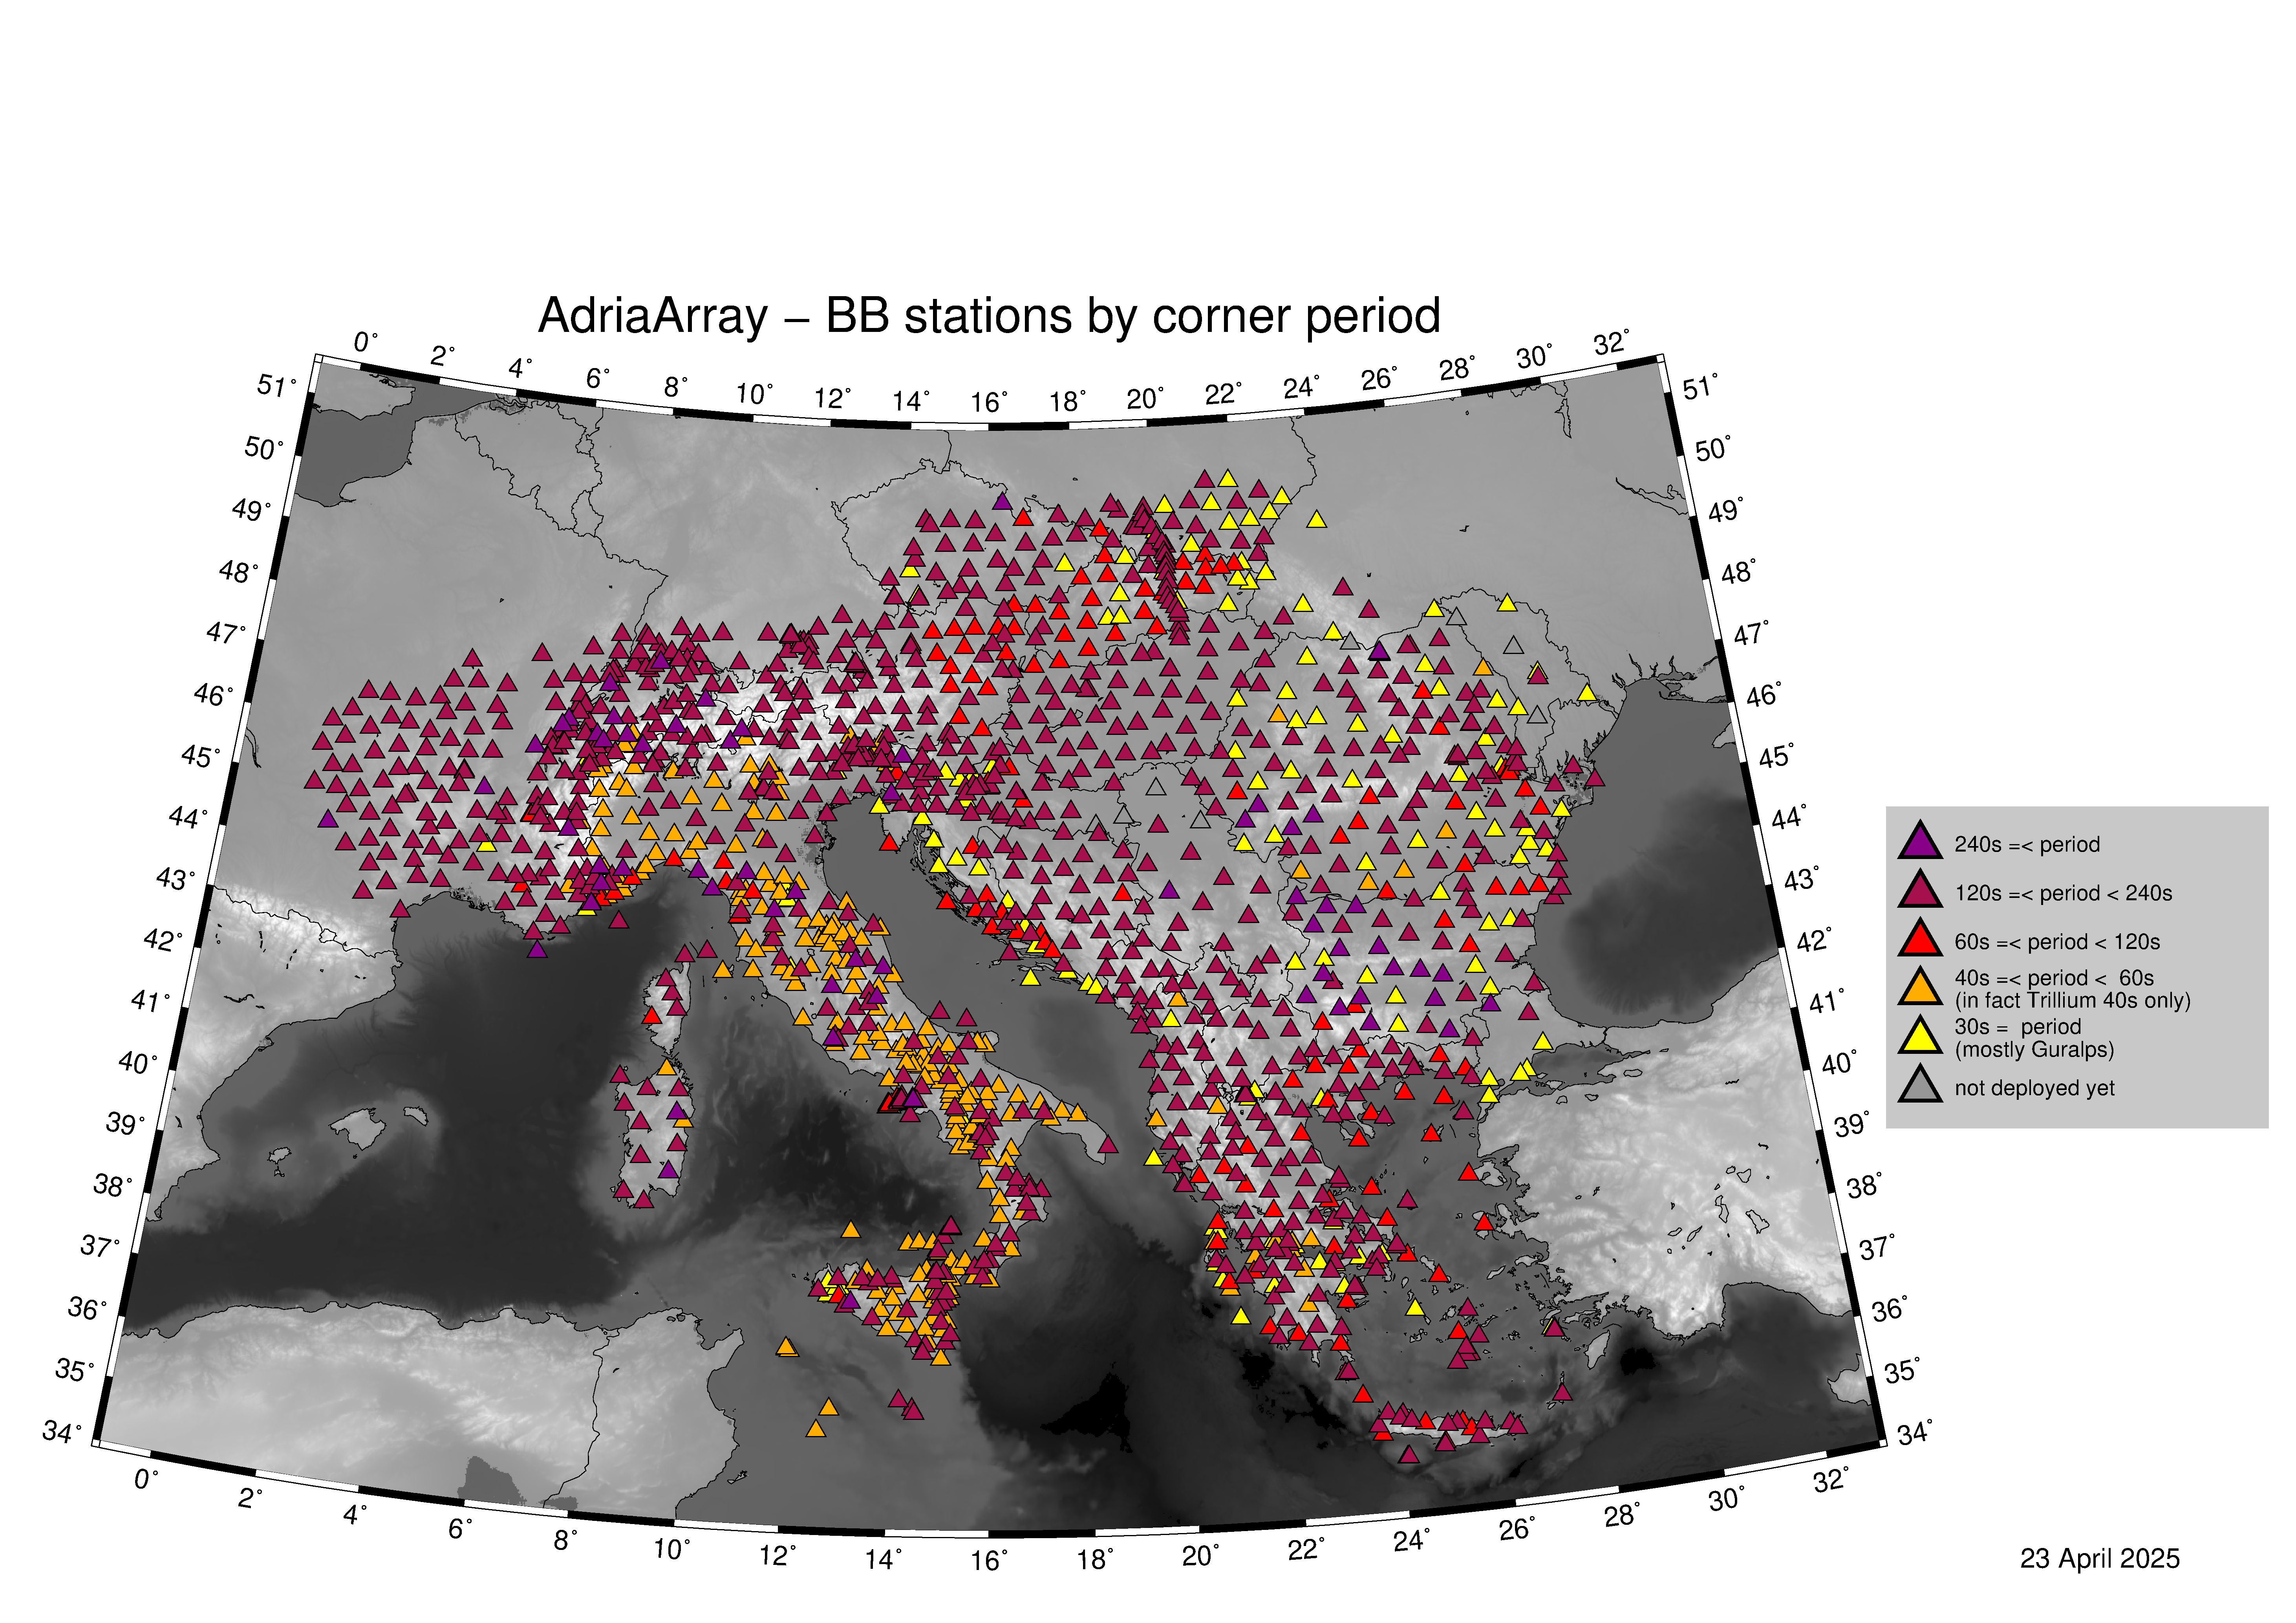 AdriaArray – BB stations by corner period
0° 2° 4° 6° 8° 10° 12° 14° 16° 18° 20° 22° 24° 26° 28° 30° 32°
51° 51°
50° 50°
49° 49°
48° 48°
47° 47°
46° 46°
45° 45°
44° 44°
43° 43°
42° 42°
41° 41°
40° 40°
39° 39°
38° 38°
37° 37°
36° 36°
35° 35°
34° 34°
0° 2° 4° 6° 8° 10° 12° 14° 16° 18° 20° 22° 24° 26° 28° 30° 32°
240s =< period
120s =< period < 240s
60s =< period < 120s
40s =< period < 60s
(in fact Trillium 40s only)
30s = period
(mostly Guralps)
not deployed yet
23 April 2025